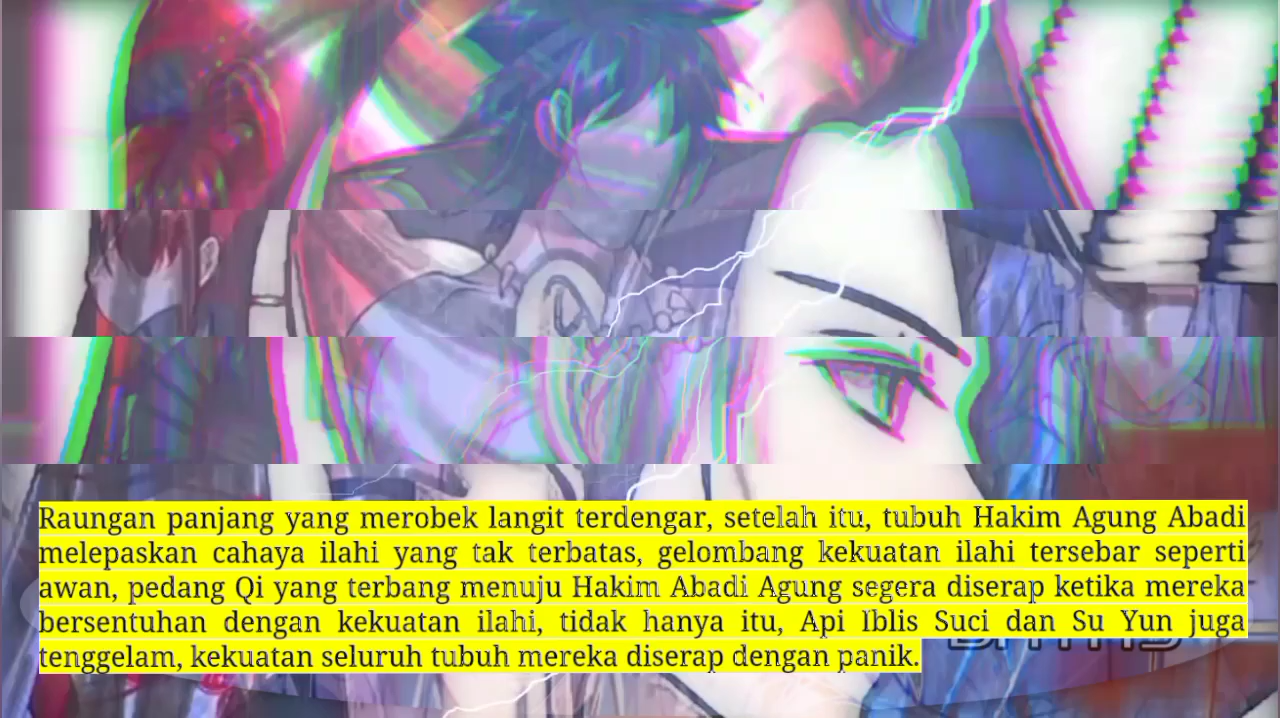 Raungan panjang yang merobek langit terdengar, setelah itu, tubuh Hakim Agung Abadi
melepaskan cahaya ilahi yang tak terbatas, gelombang kekuatan ilahi tersebar seperti
awan, pedang Qi yang terbang menuju Hakim Abadi Agung segera diserap ketika mereka
bersentuhan dengan kekuatan ilahi, tidak hanya itu, Api Iblis Suci dan Su Yun juga
tenggelam, kekuatan seluruh tubuh mereka diserap dengan panik.